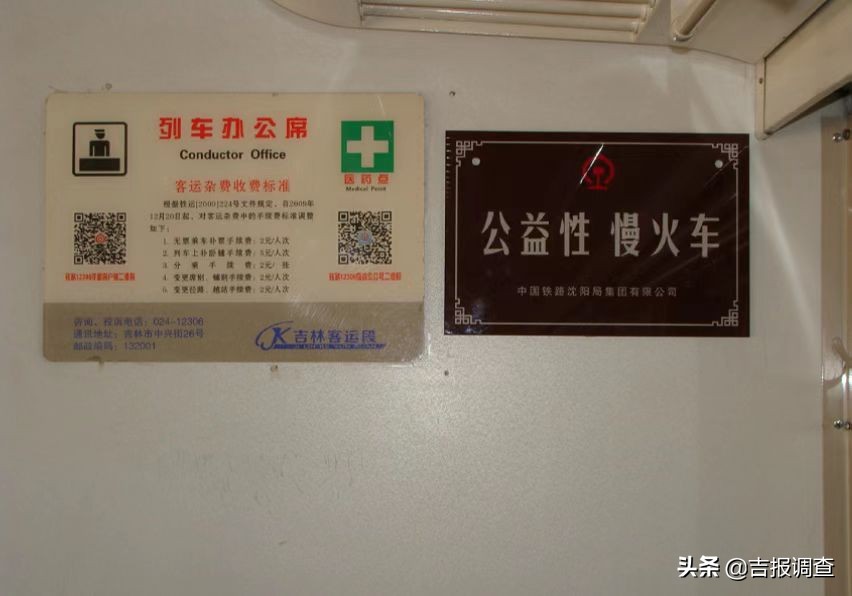 列车办公席
Conductor Office
医药点
Medical Point
客运杂费收费标准
根据铁运[2000]224号文件规定，自2009年
12月20日起，对客运杂费中的手续费标准调整
如下：
1. 无票乘车补票手续费：2元/人次
2. 列车上补卧铺手续费：5元/人次
3. 分乘手续费：2元/张
4. 变更席别、铺别手续费：2元/人次
5. 变更径路、越站手续费：2元/人次
咨询、投诉电话：024-12306
通讯地址：吉林市中兴街26号
邮政编码：132001
吉林客运段
公益性 慢火车
中国铁路沈阳局集团有限公司
头条 @吉报调查